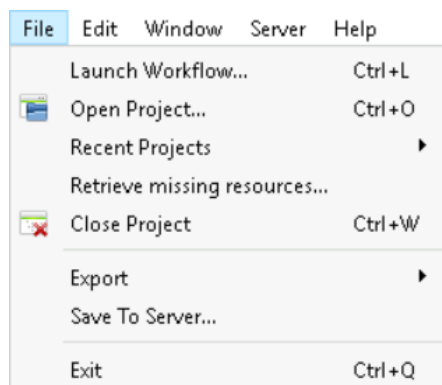 File Edit Window Server Help
Launch Workflow... Ctrl+L
Open Project... Ctrl+O
Recent Projects
Retrieve missing resources...
Close Project Ctrl+W
Export
Save To Server...
Exit Ctrl+Q